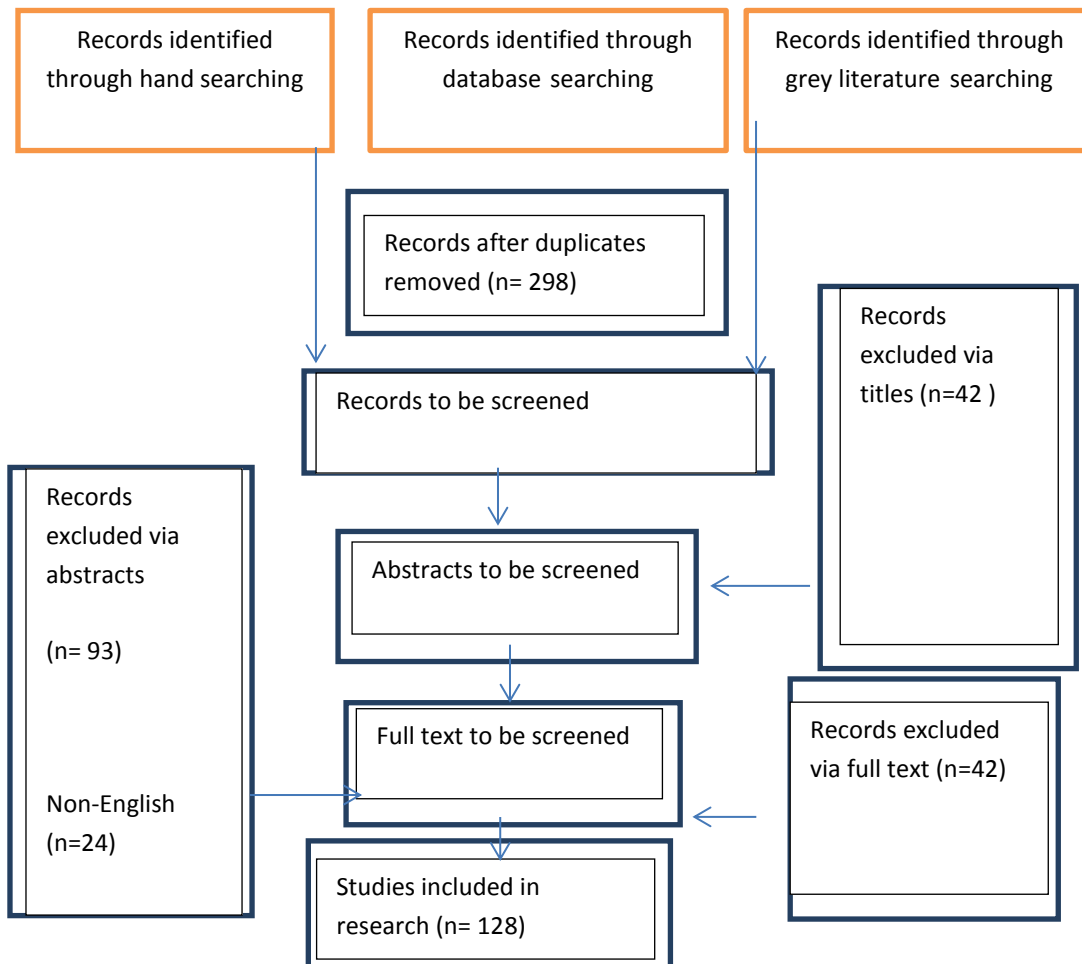 Records identified
through hand searching
Records identified through
database searching
Records identified through
grey literature searching
Records after duplicates
removed (n= 298)
Records
excluded via
titles (n=42 )
Records to be screened
Records
excluded via
abstracts
(n= 93)
Non-English
(n=24)
Abstracts to be screened
Full text to be screened
Records excluded
via full text (n=42)
Studies included in
research (n= 128)